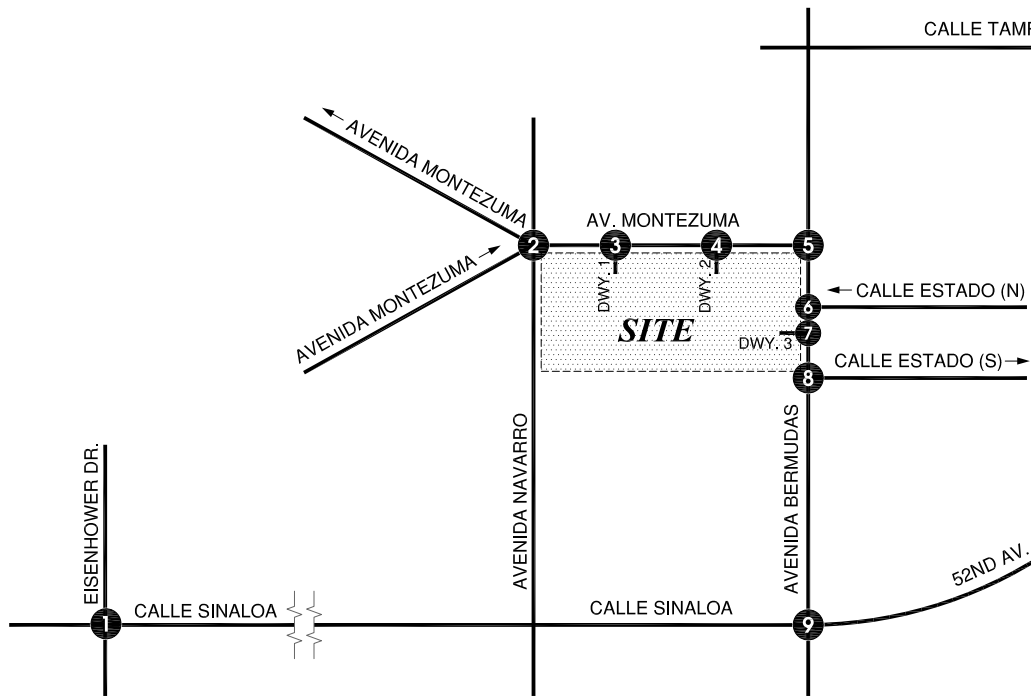 CALLE TAMP
← AVENIDA MONTEZUMA
AV. MONTEZUMA
2
3
4
5
DWY. 1
DWY. 2
AVENIDA MONTEZUMA →
6
← CALLE ESTADO (N)
SITE
7
DWY. 3
8
CALLE ESTADO (S) →
EISENHOWER DR.
AVENIDA NAVARRO
AVENIDA BERMUDAS
52ND AV.
1
CALLE SINALOA
CALLE SINALOA
9